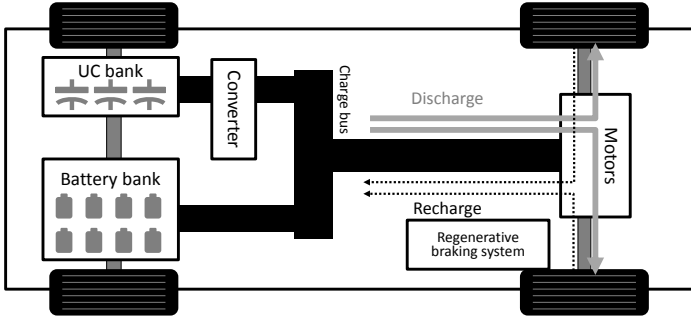 UC bank
Converter
Charge bus
Discharge
Motors
Battery bank
Recharge
Regenerative
braking system